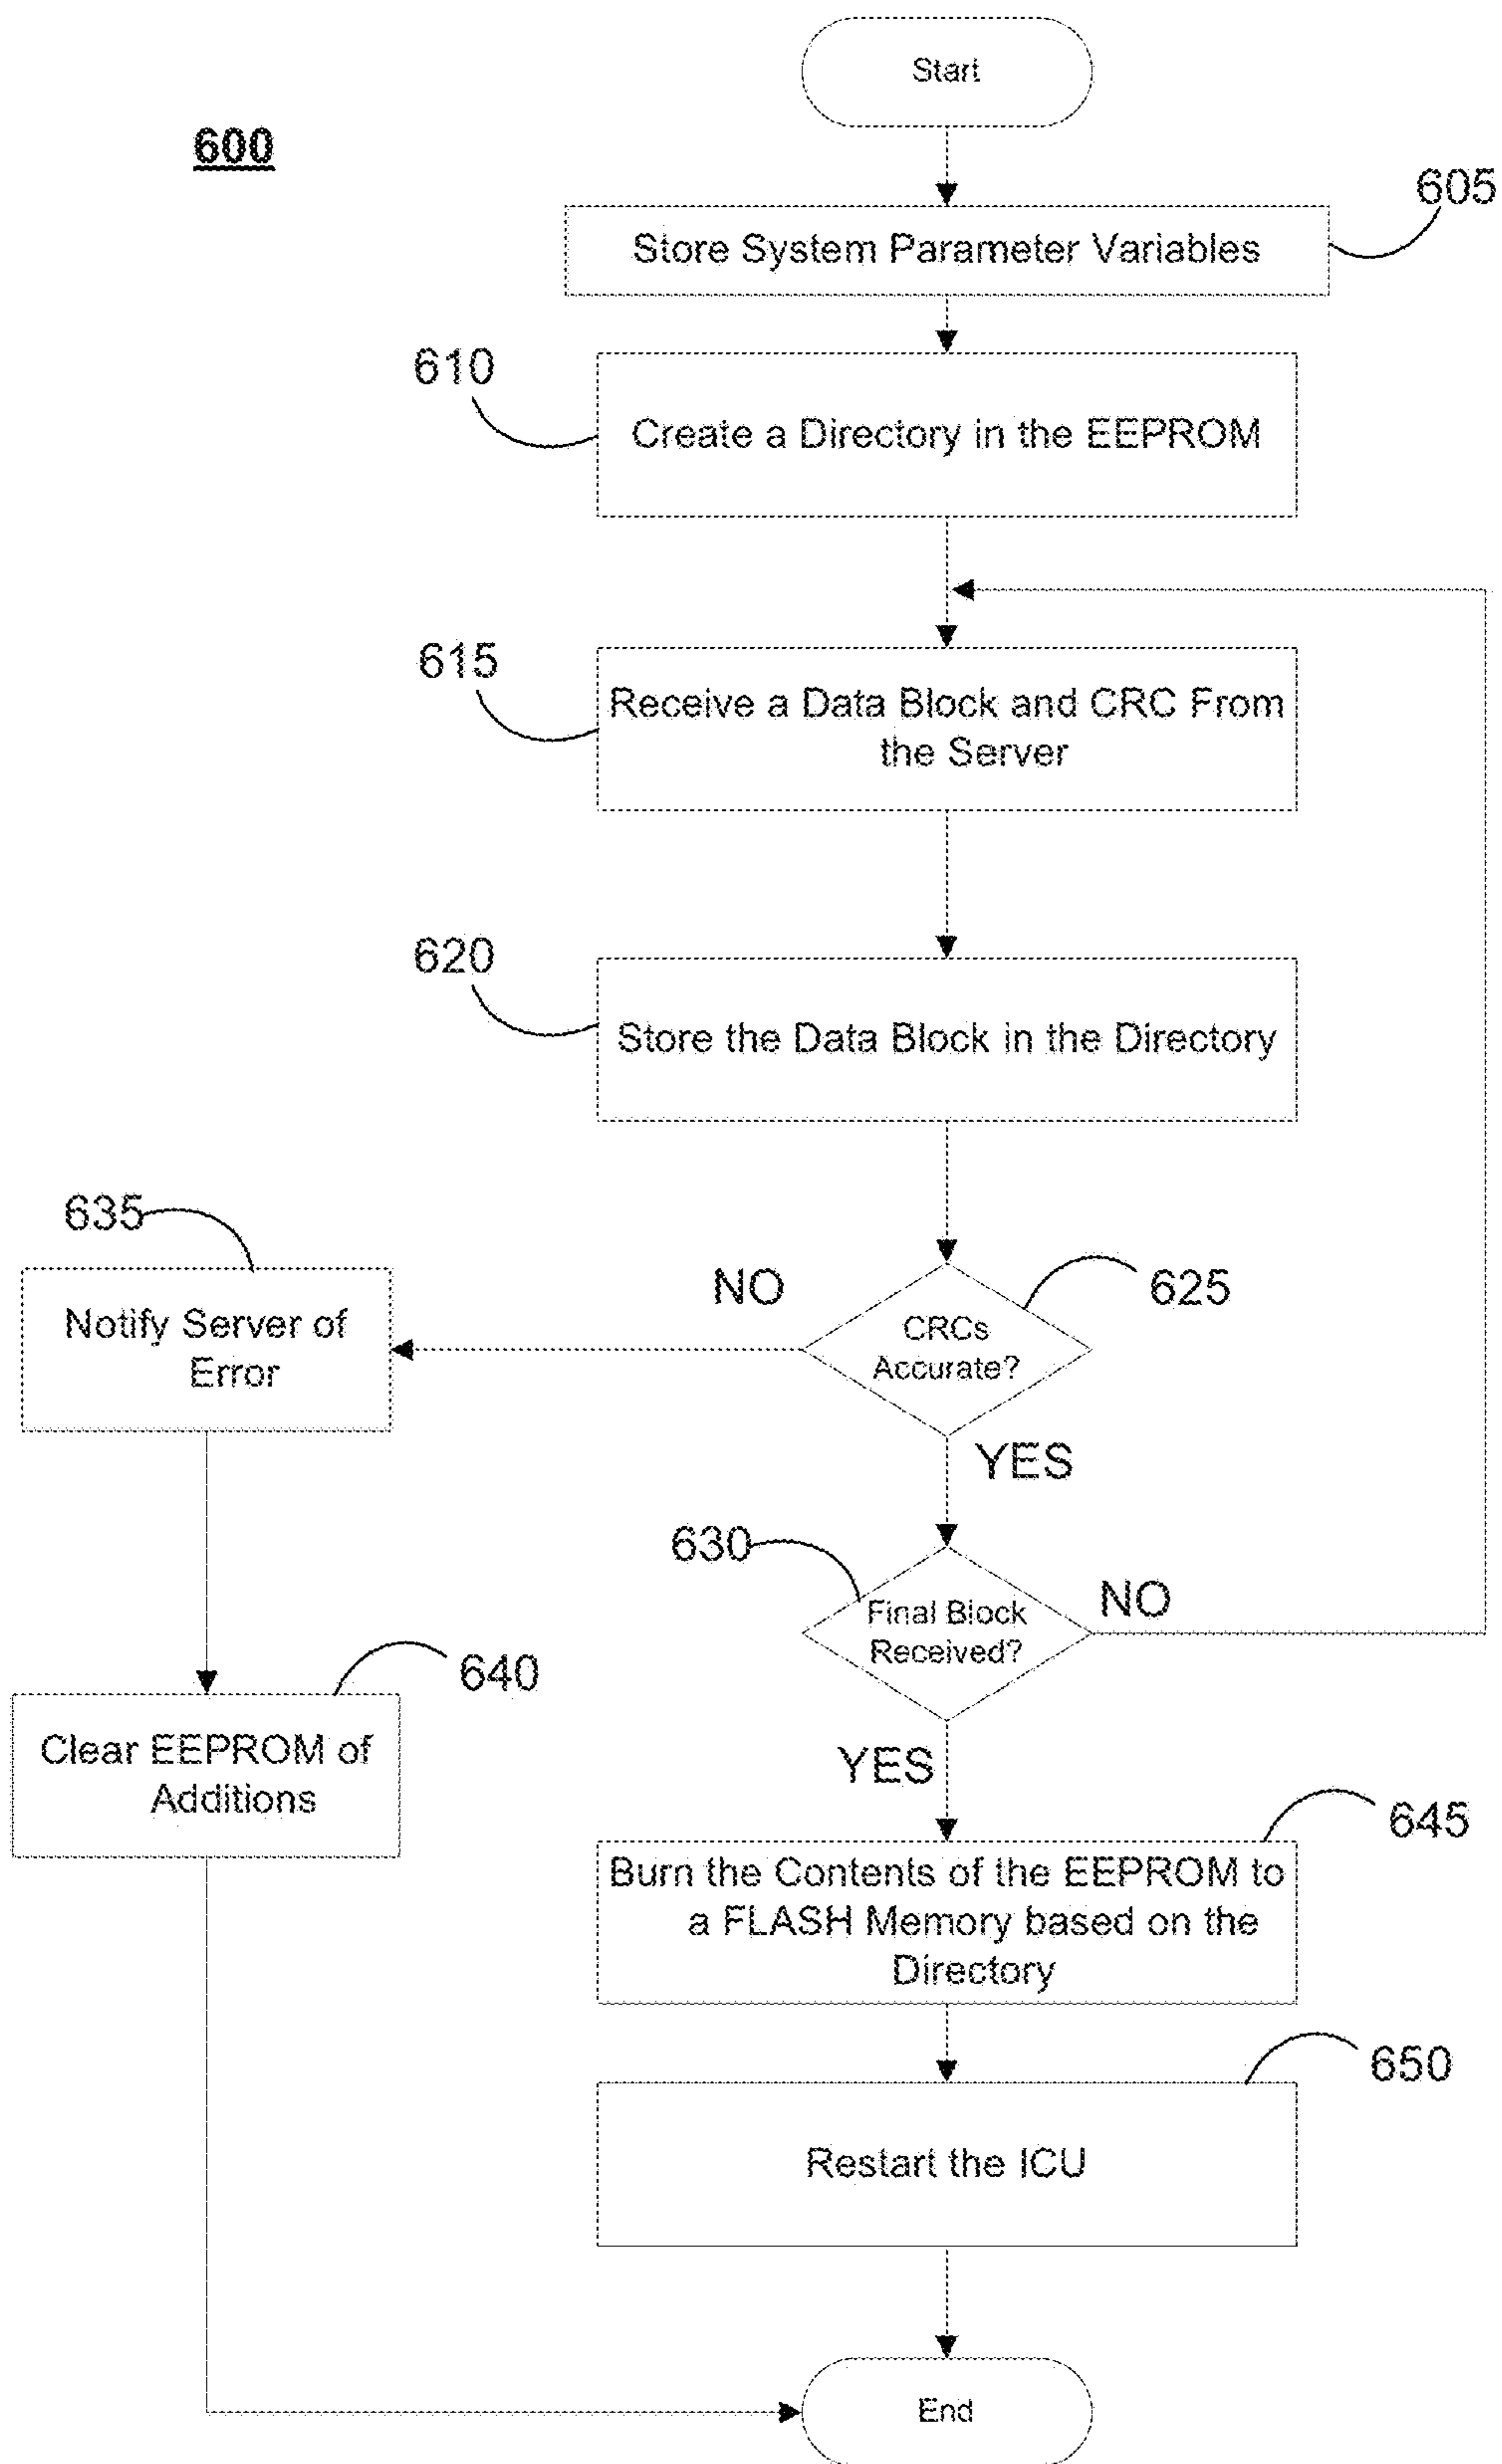 Start
600
605
Store System Parameter Variables
610
Create a Directory in the EEPROM
615
Receive a Data Block and CRC From
the Server
620
Store the Data Block in the Directory
635
NO
625
Notify Server of
Error
CRCs
Accurate?
YES
630
NO
Final Block
Received?
640
Clear EEPROM of
Additions
YES
645
Burn the Contents of the EEPROM to
a FLASH Memory based on the
Directory
650
Restart the ICU
End